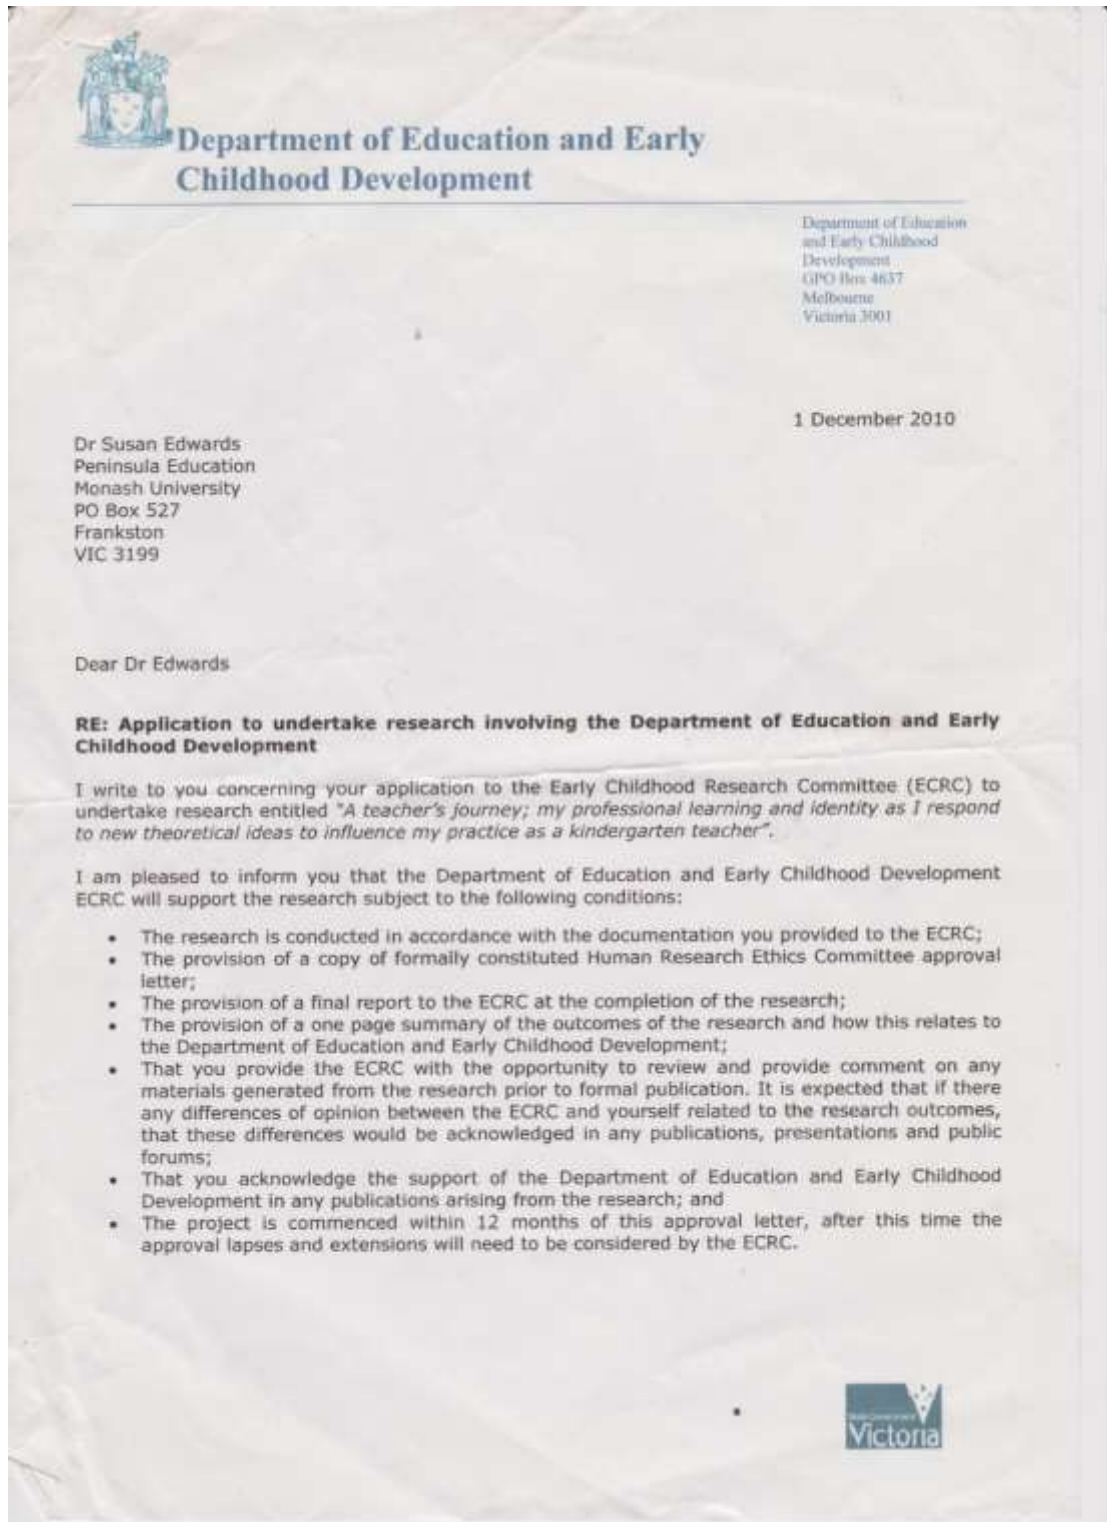 Department of Education and Early
Childhood Development
Department of Education
and Early Childhood
Development
GPO Box 4637
Melbourne
Victoria 3001
1 December 2010
Dr Susan Edwards
Peninsula Education
Monash University
PO Box 527
Frankston
VIC 3199
Dear Dr Edwards
RE: Application to undertake research involving the Department of Education and Early
Childhood Development
I write to you concerning your application to the Early Childhood Research Committee (ECRC) to
undertake research entitled "A teacher's journey; my professional learning and identity as I respond
to new theoretical ideas to influence my practice as a kindergarten teacher".
I am pleased to inform you that the Department of Education and Early Childhood Development
ECRC will support the research subject to the following conditions:
• The research is conducted in accordance with the documentation you provided to the ECRC;
• The provision of a copy of formally constituted Human Research Ethics Committee approval
letter;
• The provision of a final report to the ECRC at the completion of the research;
• The provision of a one page summary of the outcomes of the research and how this relates to
the Department of Education and Early Childhood Development;
• That you provide the ECRC with the opportunity to review and provide comment on any
materials generated from the research prior to formal publication. It is expected that if there
any differences of opinion between the ECRC and yourself related to the research outcomes,
that these differences would be acknowledged in any publications, presentations and public
forums;
• That you acknowledge the support of the Department of Education and Early Childhood
Development in any publications arising from the research; and
• The project is commenced within 12 months of this approval letter, after this time the
approval lapses and extensions will need to be considered by the ECRC.
Victoria